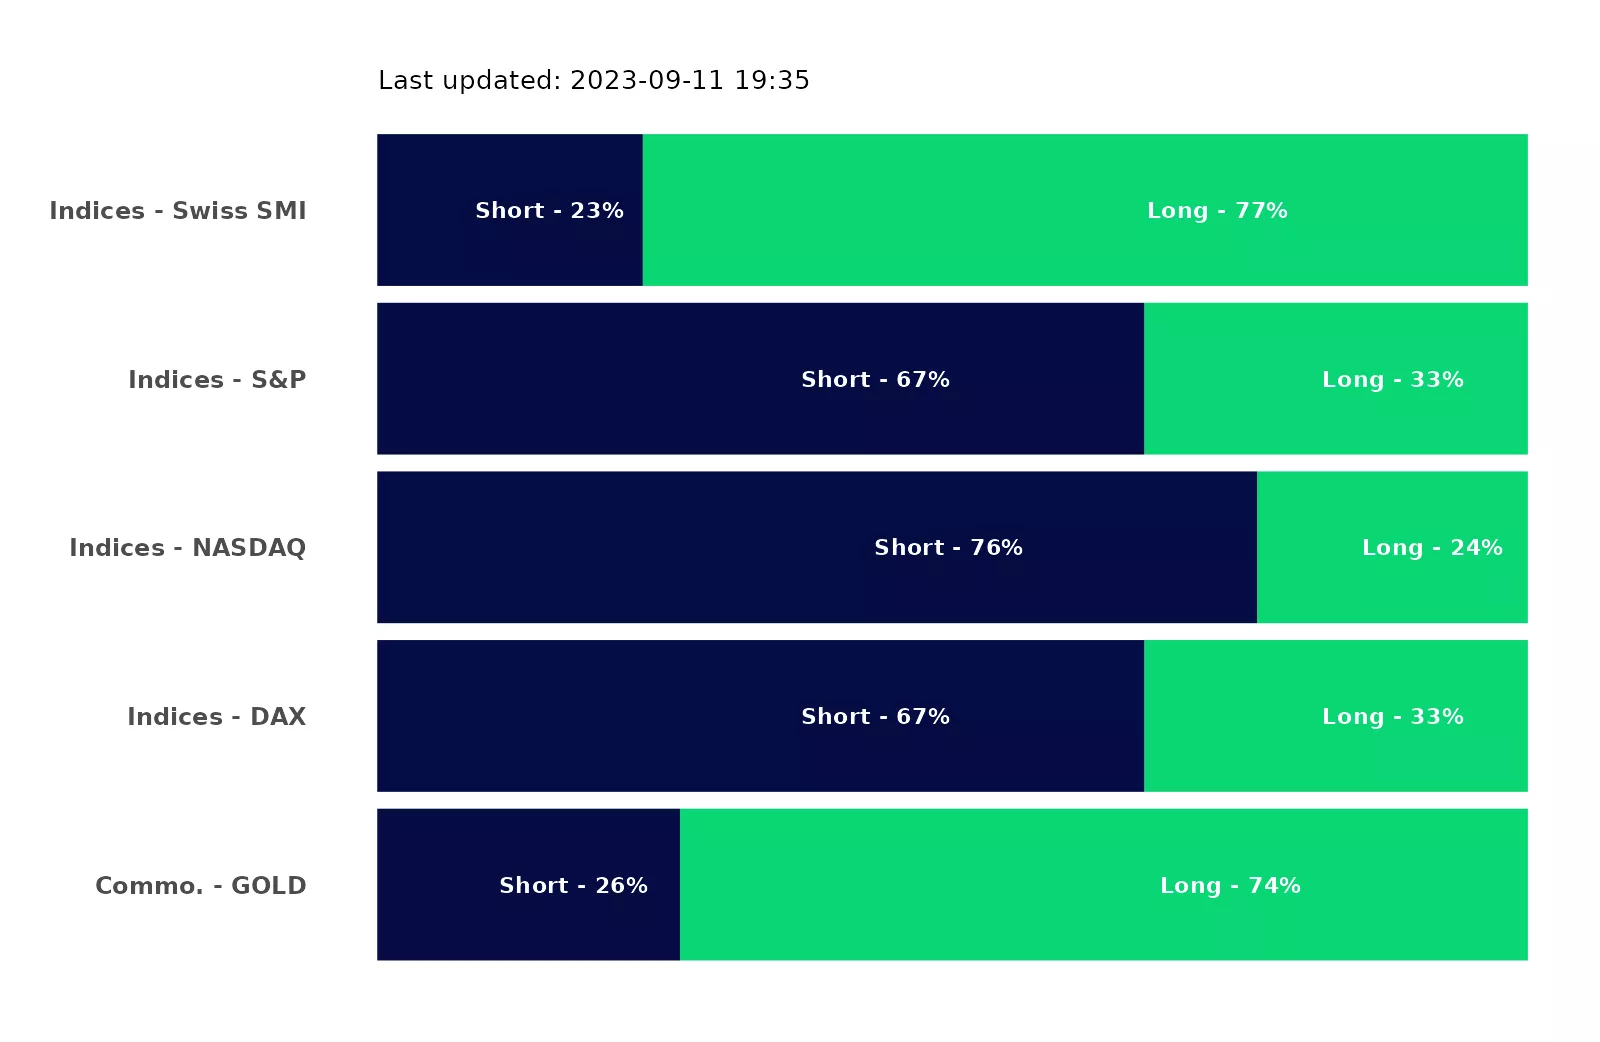 Last updated: 2023-09-11 19:35
Indices - Swiss SMI Short - 23% Long - 77%
Indices - S&P Short - 67% Long - 33%
Indices - NASDAQ Short - 76% Long - 24%
Indices - DAX Short - 67% Long - 33%
Commo. - GOLD Short - 26% Long - 74%